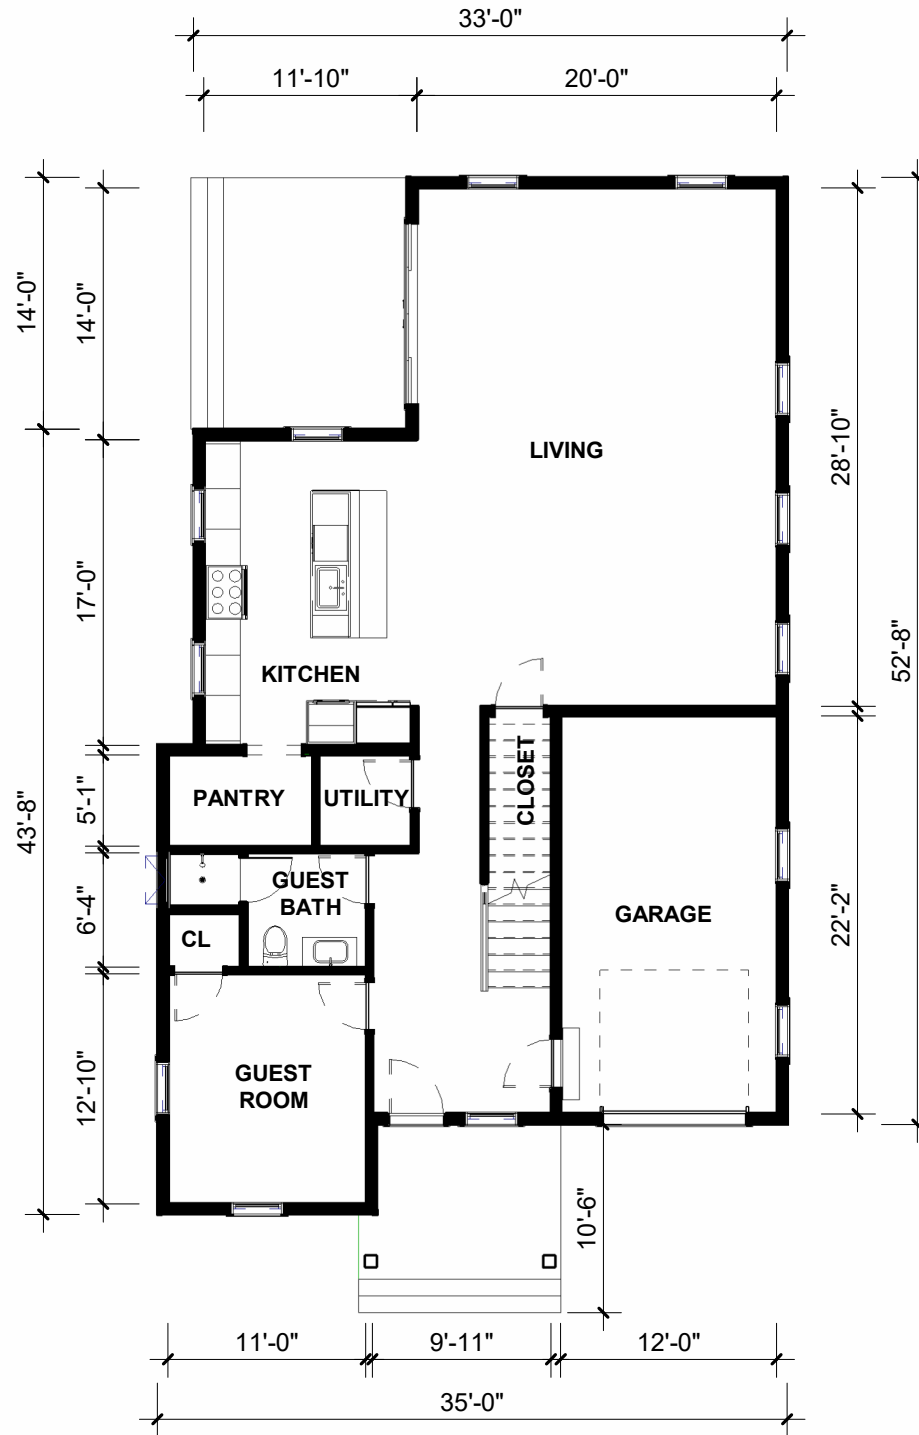 33'-0"
11'-10"
20'-0"
14'-0"
14'-0"
LIVING
28'-10"
17'-0"
KITCHEN
52'-8"
CLOSET
PANTRY
UTILITY
5'-1"
43'-8"
GUEST
BATH
6'-4"
CL
GARAGE
22'-2"
GUEST
ROOM
12'-10"
10'-6"
11'-0"
9'-11"
12'-0"
35'-0"